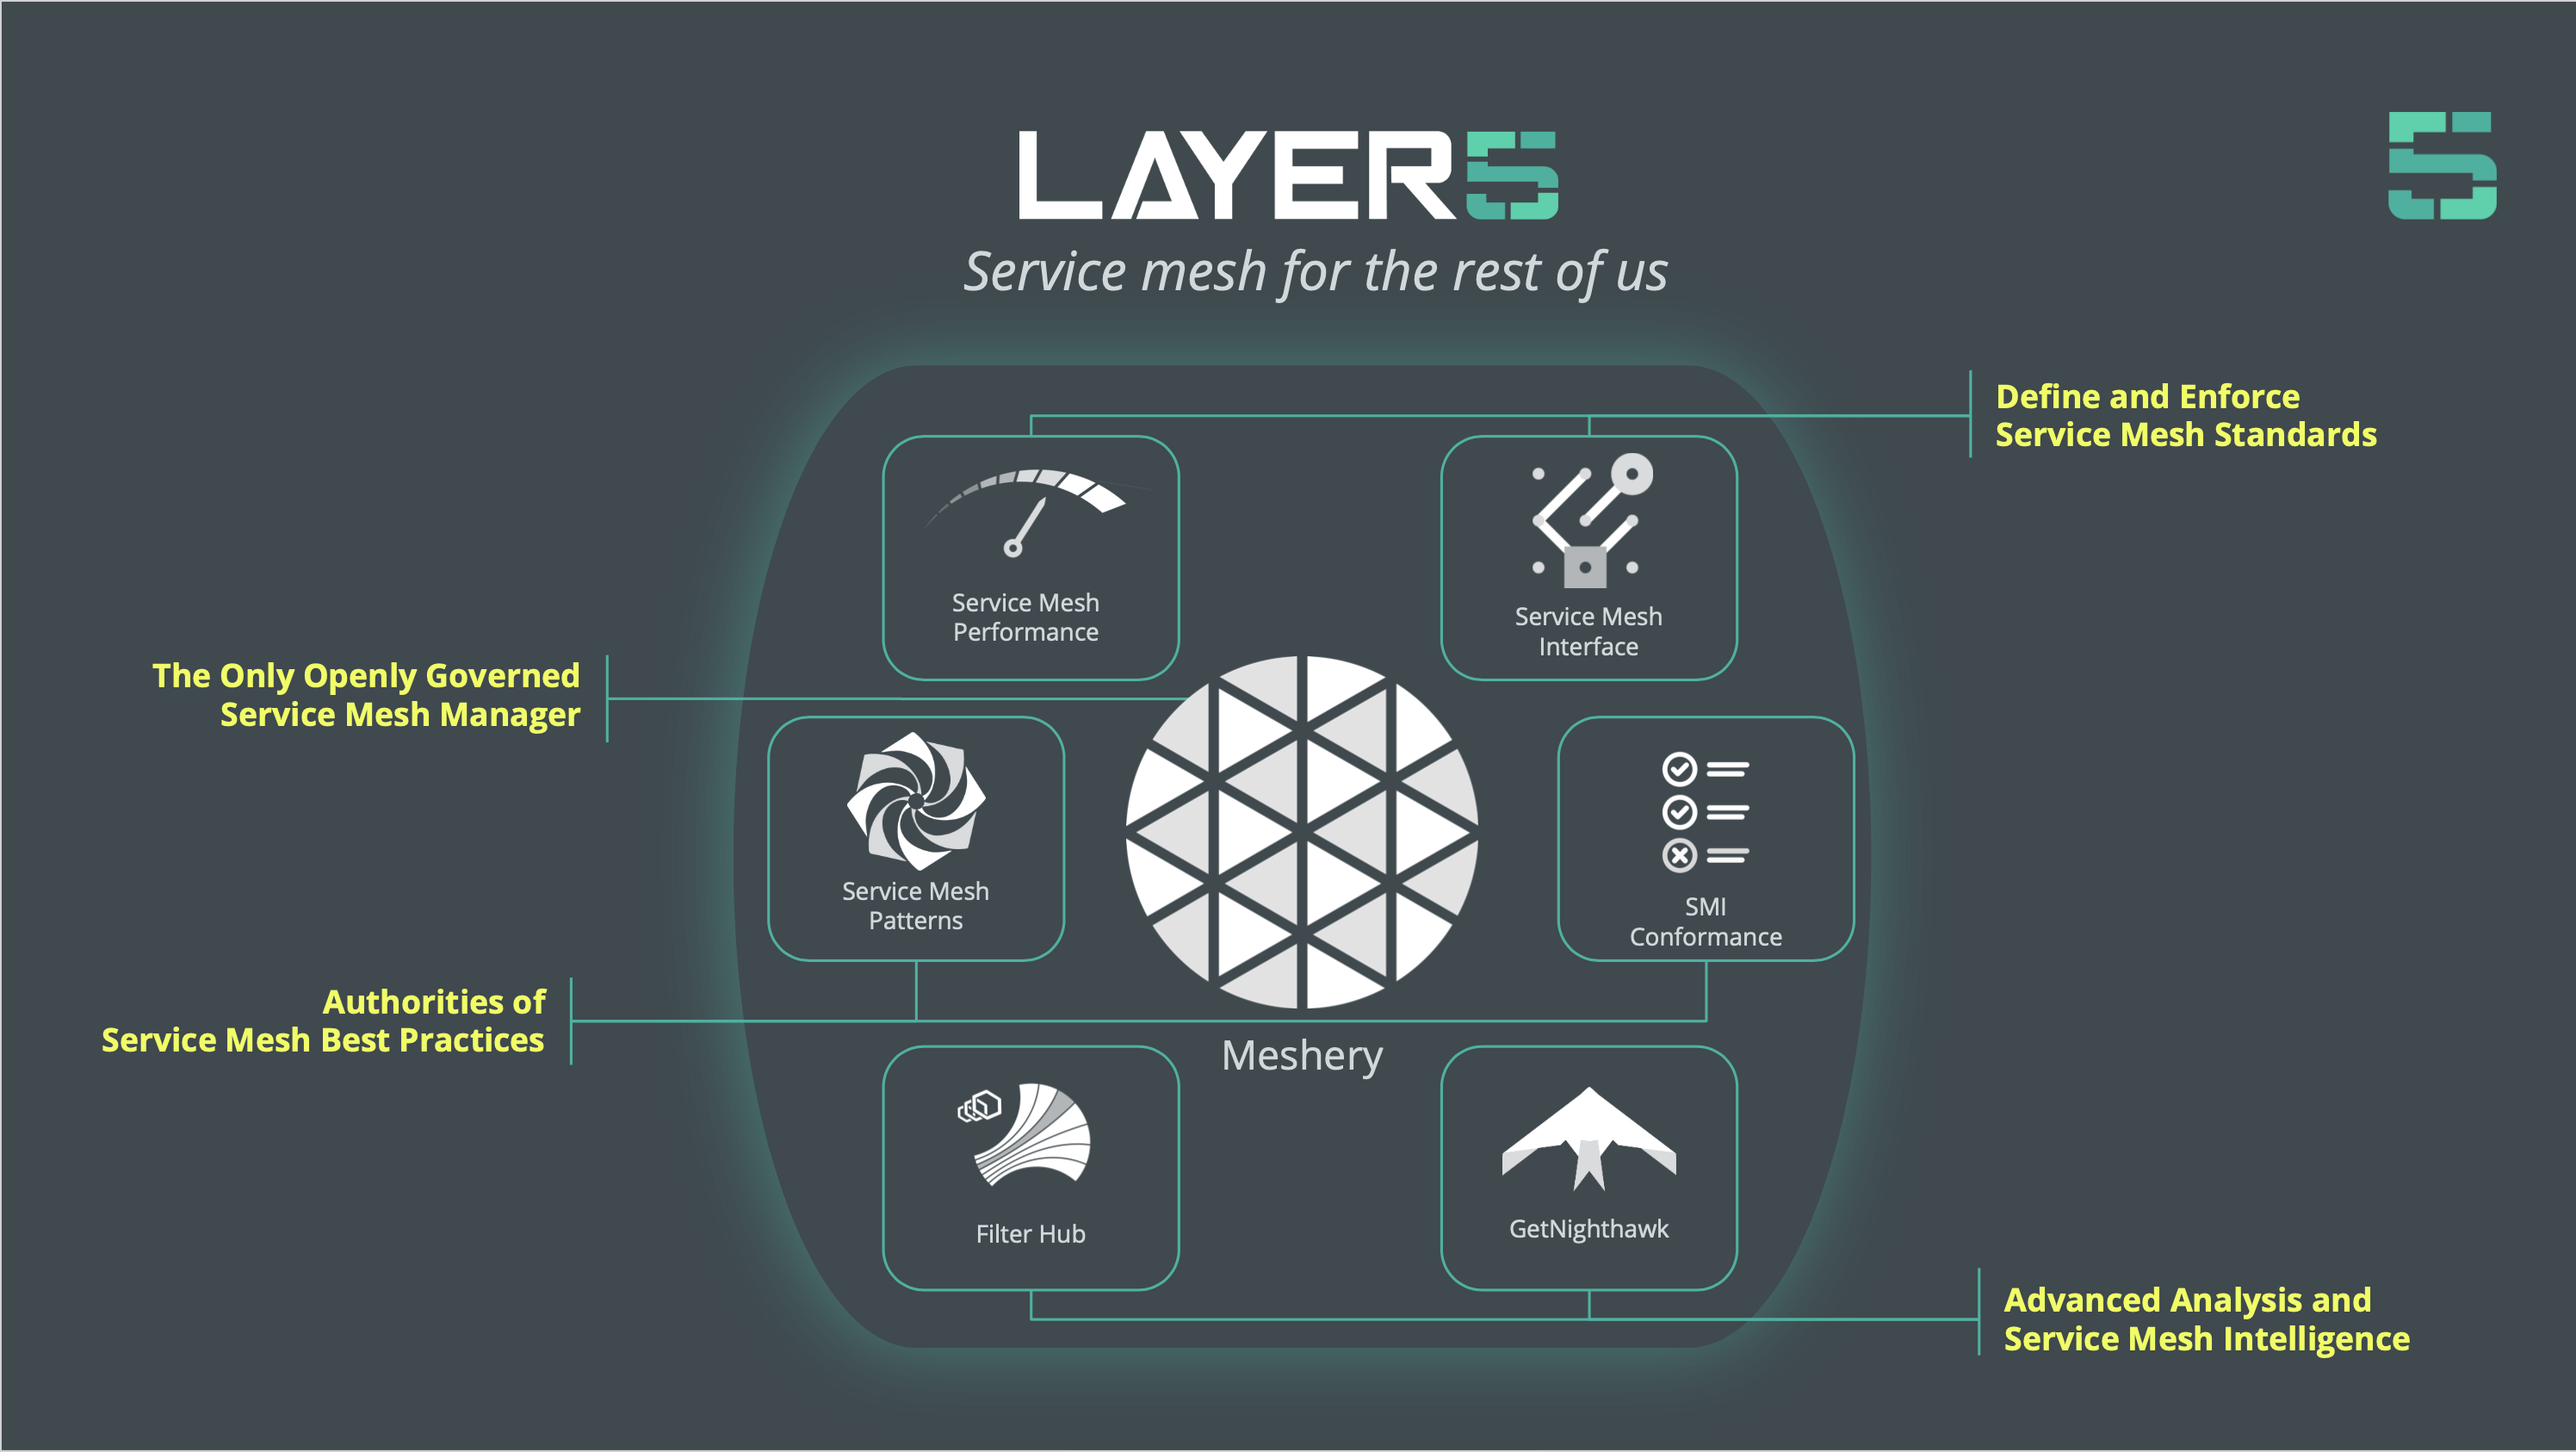 LAYER5
5
Service mesh for the rest of us
Define and Enforce
Service Mesh Standards
Service Mesh
Performance
Service Mesh
Interface
The Only Openly Governed
Service Mesh Manager
Service Mesh
Patterns
SMI
Conformance
Authorities of
Service Mesh Best Practices
Meshery
Filter Hub
GetNighthawk
Advanced Analysis and
Service Mesh Intelligence